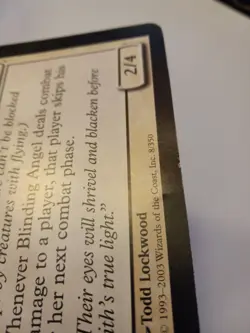 can't be blocked
by creatures with flying.)
Whenever Blinding Angel deals combat
damage to a player, that player skips his
her next combat phase.
"Their eyes will shrivel and blacken before
true light."
2/4
Todd Lockwood
© 1993–2003 Wizards of the Coast, Inc. 8/350